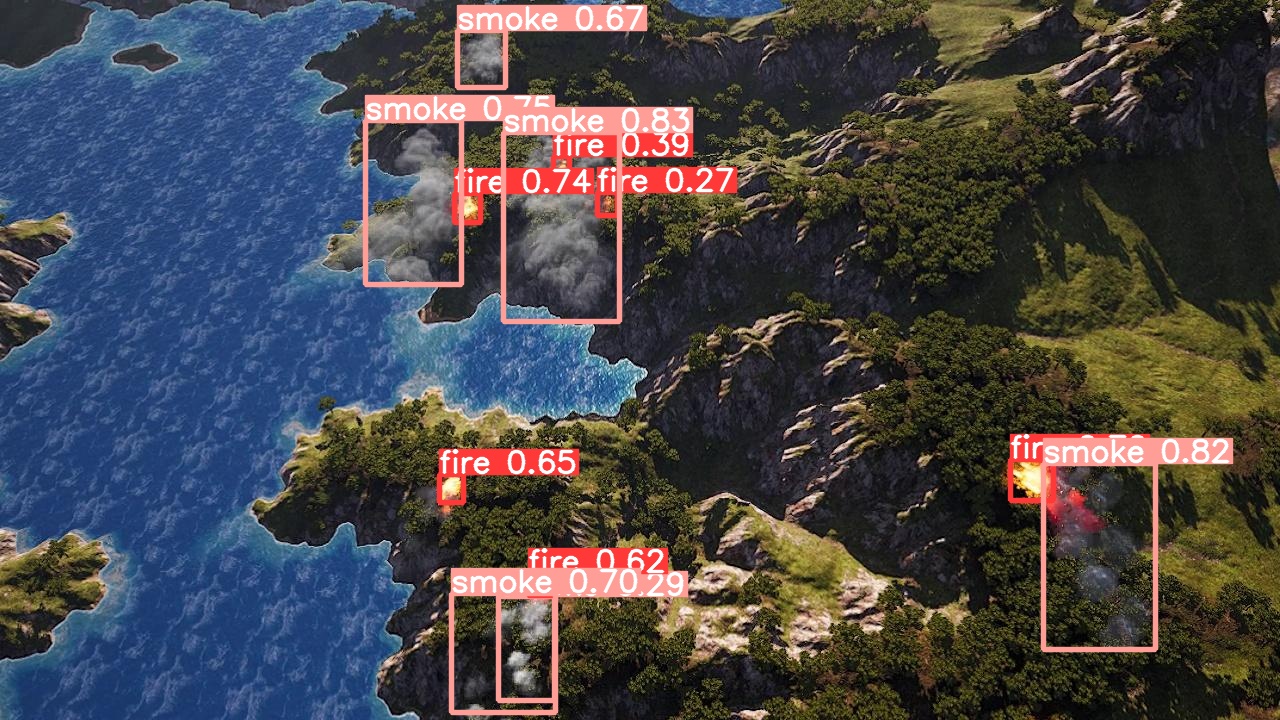 smoke 0.67
smoke 0.75
smoke 0.83
fire 0.39
fire 0.74
fire 0.27
fire 0.65
smoke 0.82
fire 0.62
smoke 0.70